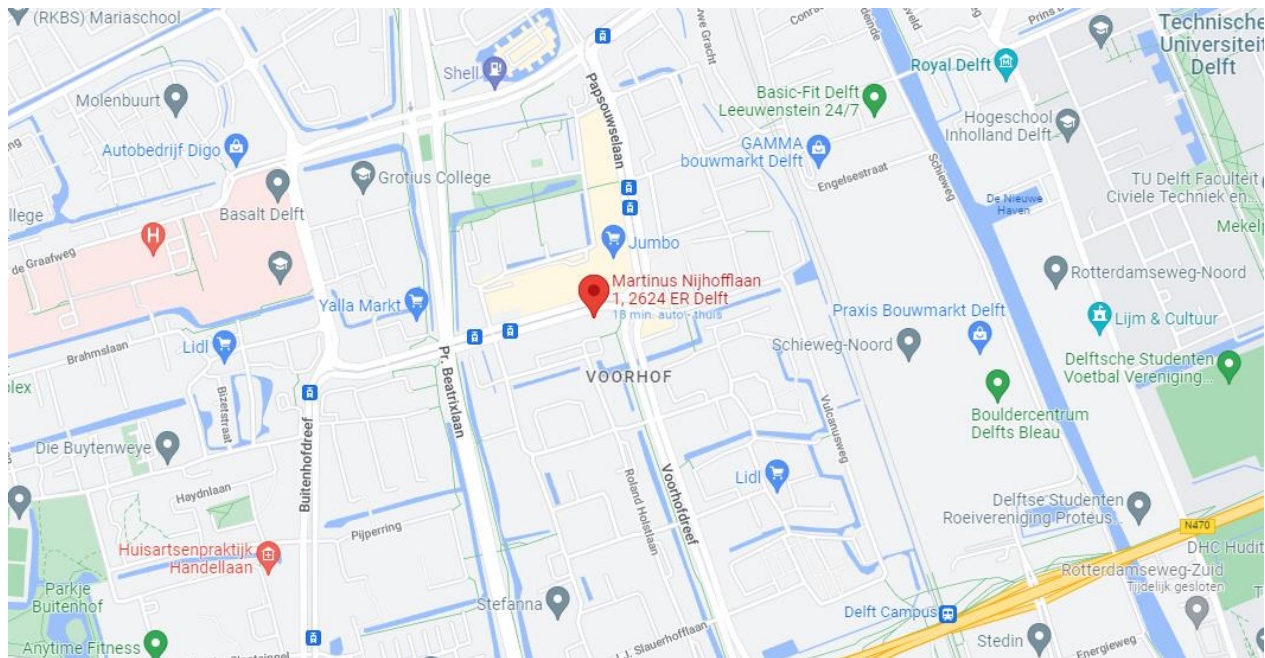 (RKBS) Mariaschool
Molenbuurt
Autobedrijf Digo
Basalt Delft
Grotius College
Shell
Papsouwselaan
Basic-Fit Delft
Leeuwenstein 24/7
GAMMA
bouwmarkt Delft
Engelsestraat
Schieweg
Royal Delft
Technische
Universiteit
Delft
Hogeschool
Inholland Delft
De Nieuwe
Haven
TU Delft Faculteit
Civiele Techniek en...
de Graafweg
H
Jumbo
Martinus Nijhofflaan
1, 2624 ER Delft
18 min. auto - thuis
Yalla Markt
Lidl
Brahmslaan
Bizetstraat
Pr. Beatrixlaan
VOORHOF
Praxis Bouwmarkt Delft
Schieweg-Noord
Rotterdamseweg-Noord
Lijm & Cultuur
Delftsche Studenten
Voetbal Vereniging...
Bouldercentrum
Delfts Bleau
Die Buytenweye
Haydnlaan
Buitenhofdreef
Pijperring
Roland Holstlaan
Voorhofdreef
Vulcanusweg
Lidl
Delftse Studenten
Roeivereniging Proteus...
N470
Huisartsenpraktijk
Handellaan
Parkje
Buitenhof
Anytime Fitness
Stefanna
J.J. Slauerhofflaan
Delft Campus
Rotterdamseweg-Zuid
Tijdelijk gesloten
Stedin
Energieweg